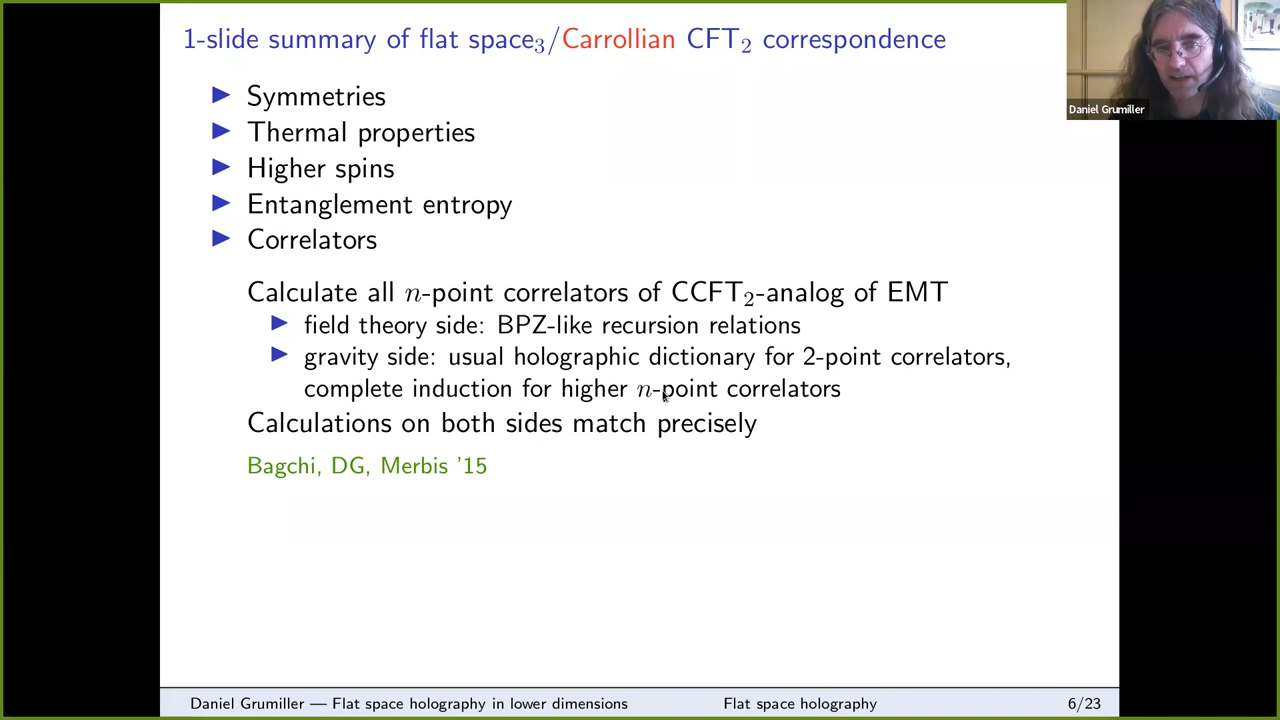 1-slide summary of flat space₃/Carrollian CFT₂ correspondence
Daniel Grumiller
▶ Symmetries
▶ Thermal properties
▶ Higher spins
▶ Entanglement entropy
▶ Correlators
Calculate all n-point correlators of CCFT₂-analog of EMT
▶ field theory side: BPZ-like recursion relations
▶ gravity side: usual holographic dictionary for 2-point correlators,
complete induction for higher n-point correlators
Calculations on both sides match precisely
Bagchi, DG, Merbis '15
Daniel Grumiller — Flat space holography in lower dimensions
Flat space holography
6/23